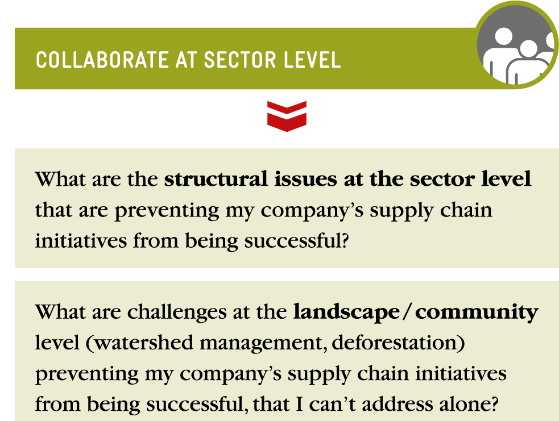 COLLABORATE AT SECTOR LEVEL
What are the structural issues at the sector level
that are preventing my company's supply chain
initiatives from being successful?
What are challenges at the landscape/community
level (watershed management, deforestation)
preventing my company's supply chain initiatives
from being successful, that I can't address alone?